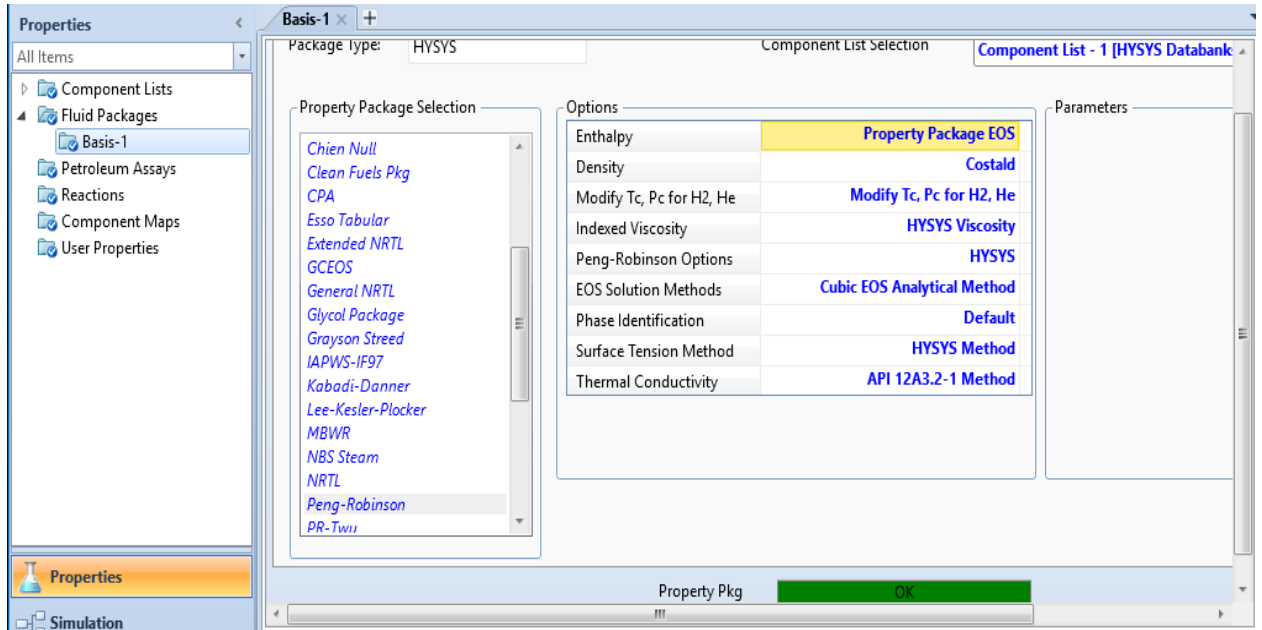 Properties <
All Items
Component Lists
Fluid Packages
Basis-1
Petroleum Assays
Reactions
Component Maps
User Properties
Properties
Simulation
Basis-1 × +
Package Type: HYSYS
Component List Selection Component List - 1 [HYSYS Databank
Property Package Selection
Chien Null
Clean Fuels Pkg
CPA
Esso Tabular
Extended NRTL
GCEOS
General NRTL
Glycol Package
Grayson Streed
IAPWS-IF97
Kabadi-Danner
Lee-Kesler-Plocker
MBWR
NBS Steam
NRTL
Peng-Robinson
PR-Twu
Options
Enthalpy Property Package EOS
Density Costald
Modify Tc, Pc for H2, He Modify Tc, Pc for H2, He
Indexed Viscosity HYSYS Viscosity
Peng-Robinson Options HYSYS
EOS Solution Methods Cubic EOS Analytical Method
Phase Identification Default
Surface Tension Method HYSYS Method
Thermal Conductivity API 12A3.2-1 Method
Parameters
Property Pkg OK